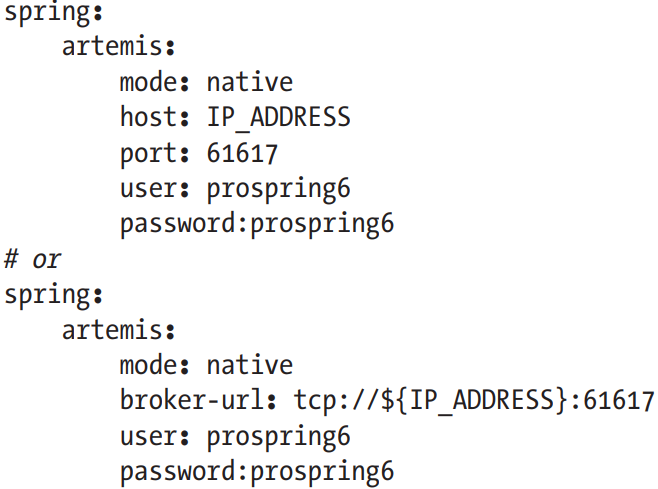 spring:
    artemis:
        mode: native
        host: IP_ADDRESS
        port: 61617
        user: prospring6
        password:prospring6
# or
spring:
    artemis:
        mode: native
        broker-url: tcp://${IP_ADDRESS}:61617
        user: prospring6
        password:prospring6